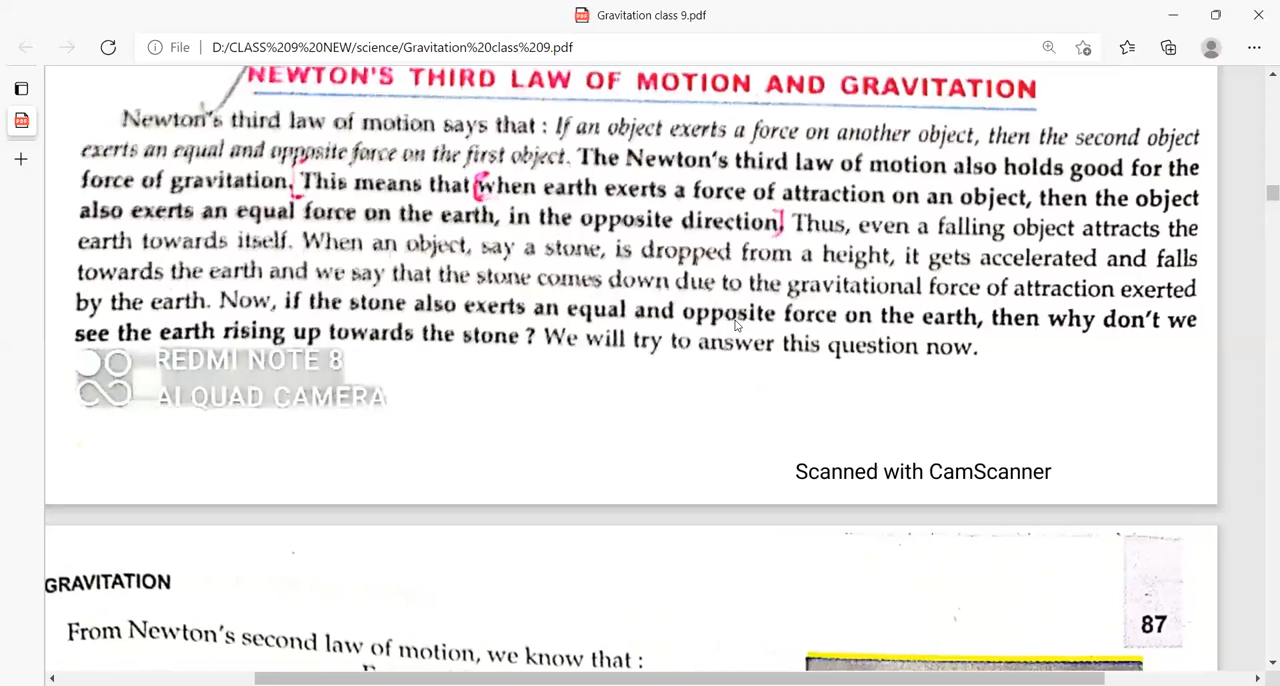 Gravitation class 9.pdf
File | D:/CLASS%209%20NEW/science/Gravitation%20class%209.pdf
NEWTON'S THIRD LAW OF MOTION AND GRAVITATION
Newton's third law of motion says that : If an object exerts a force on another object, then the second object
exerts an equal and opposite force on the first object. The Newton's third law of motion also holds good for the
force of gravitation. This means that when earth exerts a force of attraction on an object, then the object
also exerts an equal force on the earth, in the opposite direction. Thus, even a falling object attracts the
earth towards itself. When an object, say a stone, is dropped from a height, it gets accelerated and falls
towards the earth and we say that the stone comes down due to the gravitational force of attraction exerted
by the earth. Now, if the stone also exerts an equal and opposite force on the earth, then why don't we
see the earth rising up towards the stone ? We will try to answer this question now.
REDMI NOTE 8
AI QUAD CAMERA
Scanned with CamScanner
GRAVITATION
87
From Newton's second law of motion, we know that :